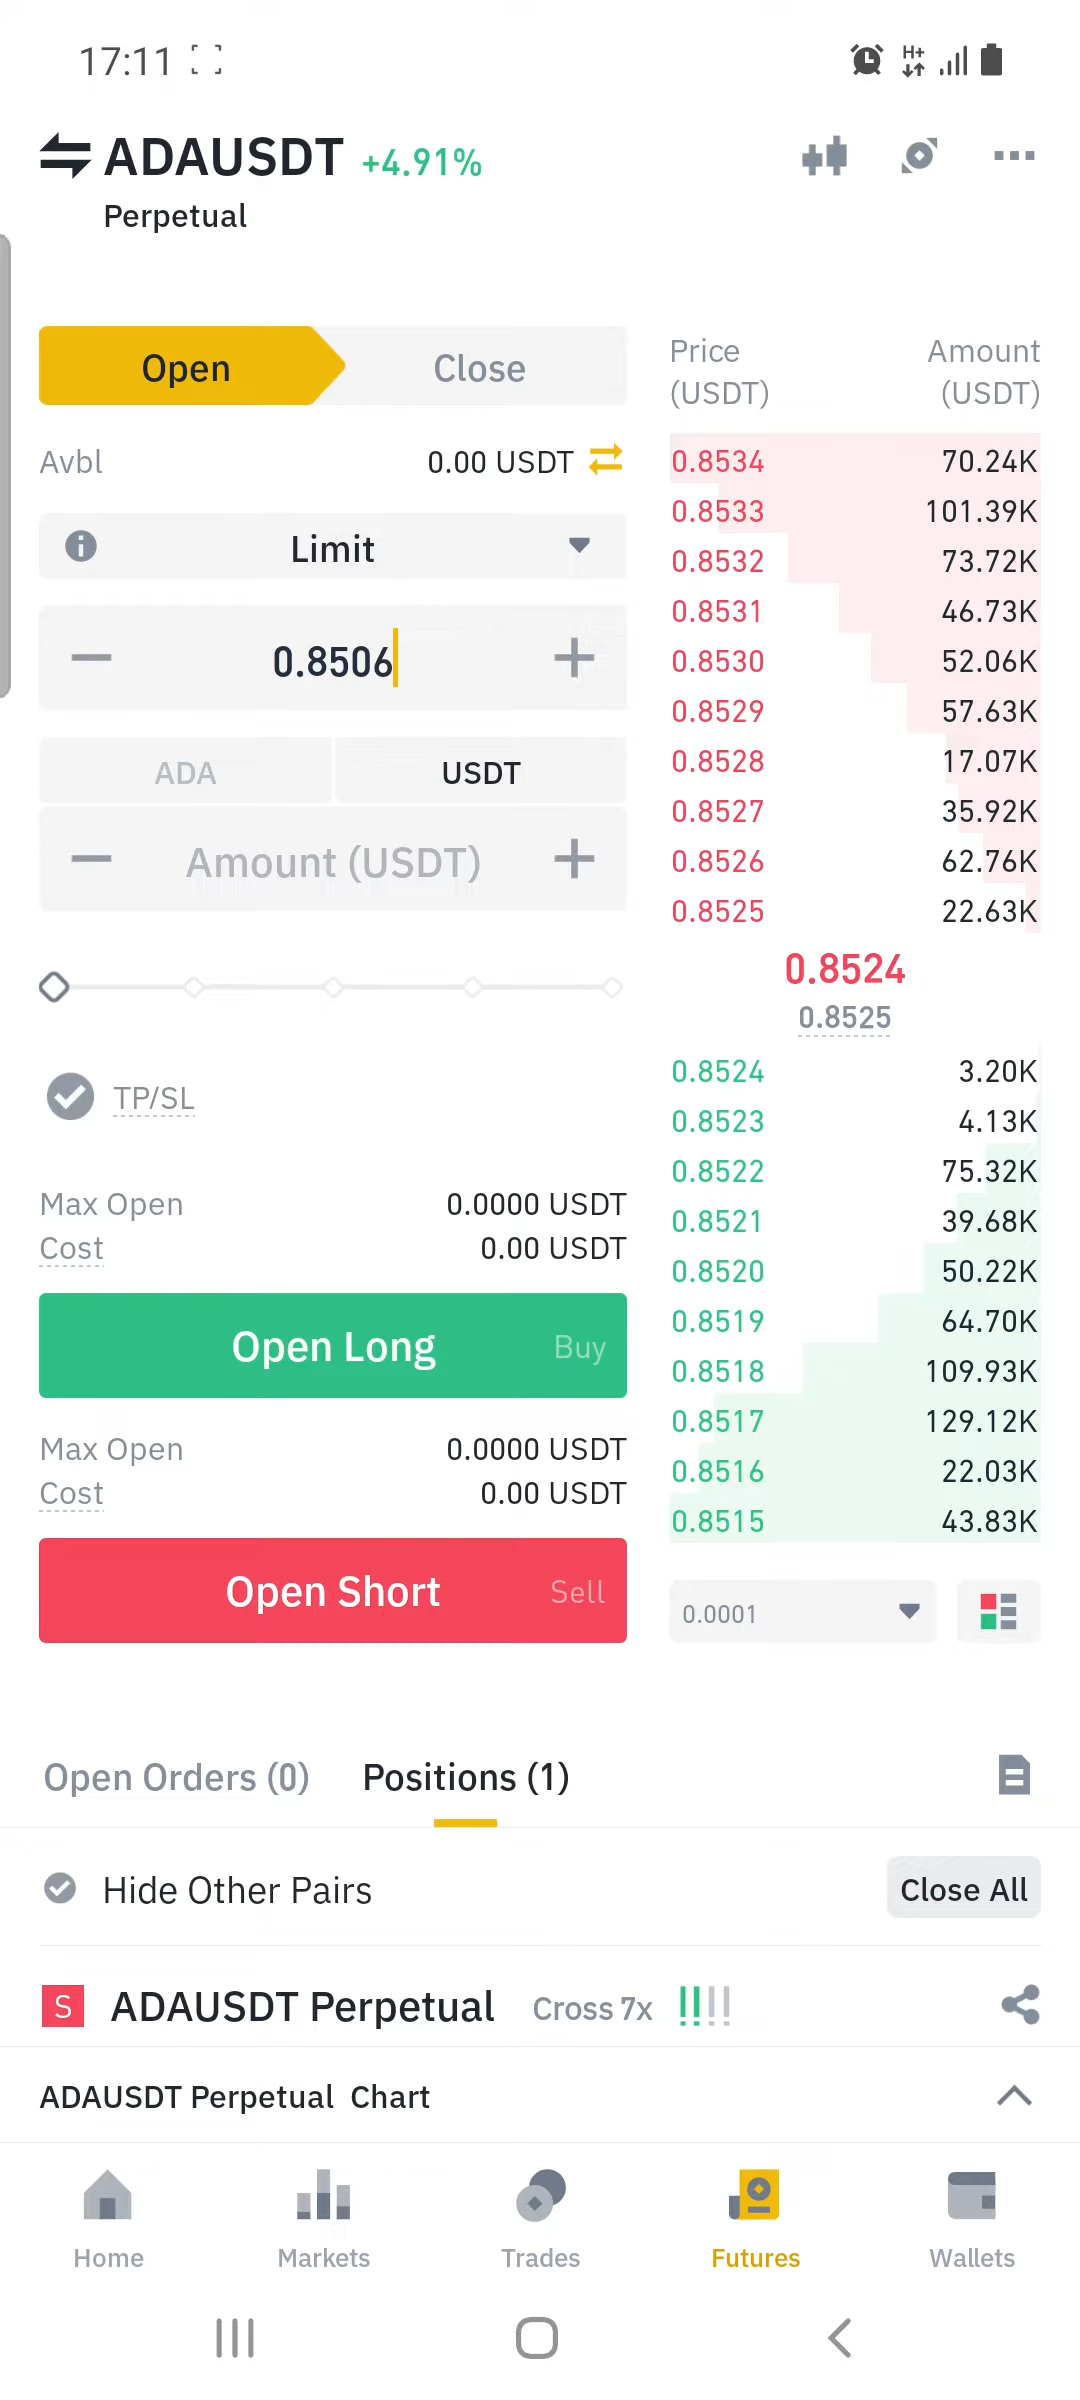 17:11
H+
ADAUSDT +4.91%
Perpetual
Open
Close
Avbl
0.00 USDT
Limit
0.8506
ADA
USDT
Amount (USDT)
TP/SL
Max Open
0.0000 USDT
Cost
0.00 USDT
Open Long
Buy
Max Open
0.0000 USDT
Cost
0.00 USDT
Open Short
Sell
Price
Amount
(USDT)
(USDT)
0.8534 70.24K
0.8533 101.39K
0.8532 73.72K
0.8531 46.73K
0.8530 52.06K
0.8529 57.63K
0.8528 17.07K
0.8527 35.92K
0.8526 62.76K
0.8525 22.63K
0.8524
0.8525
0.8524 3.20K
0.8523 4.13K
0.8522 75.32K
0.8521 39.68K
0.8520 50.22K
0.8519 64.70K
0.8518 109.93K
0.8517 129.12K
0.8516 22.03K
0.8515 43.83K
0.0001
Open Orders (0)
Positions (1)
Hide Other Pairs
Close All
S ADAUSDT Perpetual Cross 7x
ADAUSDT Perpetual Chart
Home
Markets
Trades
Futures
Wallets